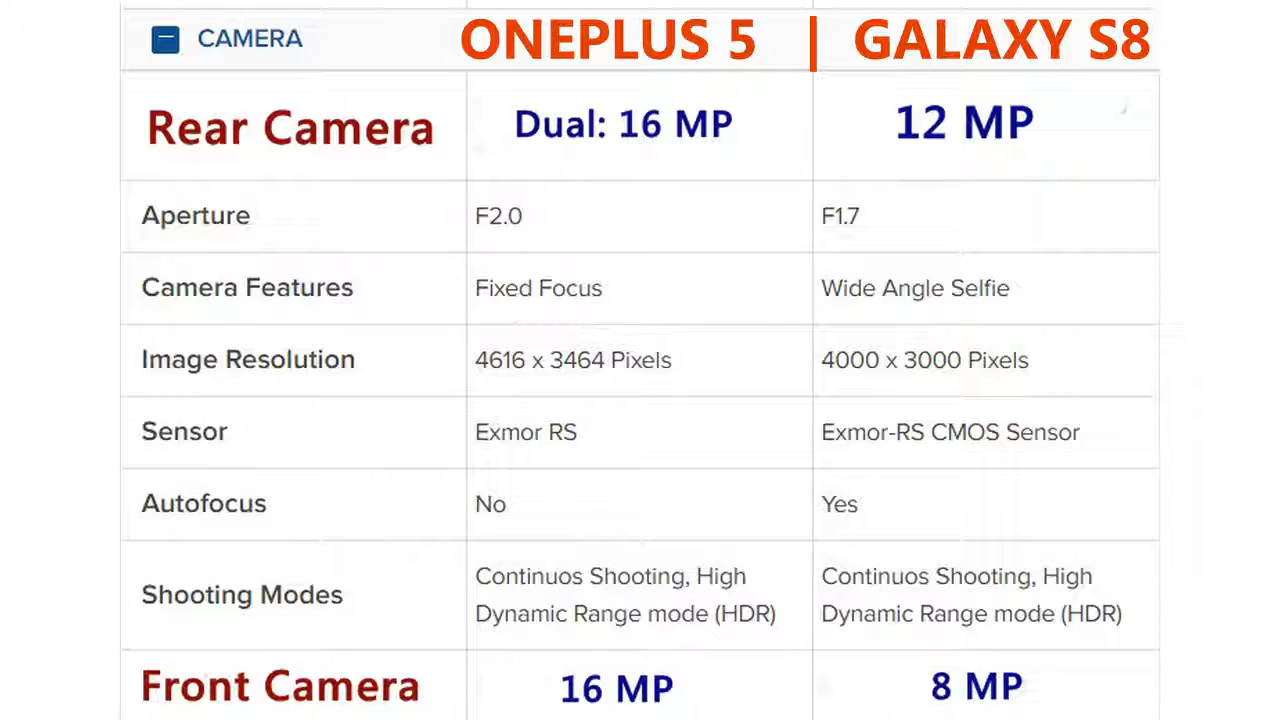 CAMERA ONEPLUS 5 | GALAXY S8
Rear Camera Dual: 16 MP 12 MP
Aperture F2.0 F1.7
Camera Features Fixed Focus Wide Angle Selfie
Image Resolution 4616 x 3464 Pixels 4000 x 3000 Pixels
Sensor Exmor RS Exmor-RS CMOS Sensor
Autofocus No Yes
Shooting Modes Continuos Shooting, High Dynamic Range mode (HDR) Continuos Shooting, High Dynamic Range mode (HDR)
Front Camera 16 MP 8 MP